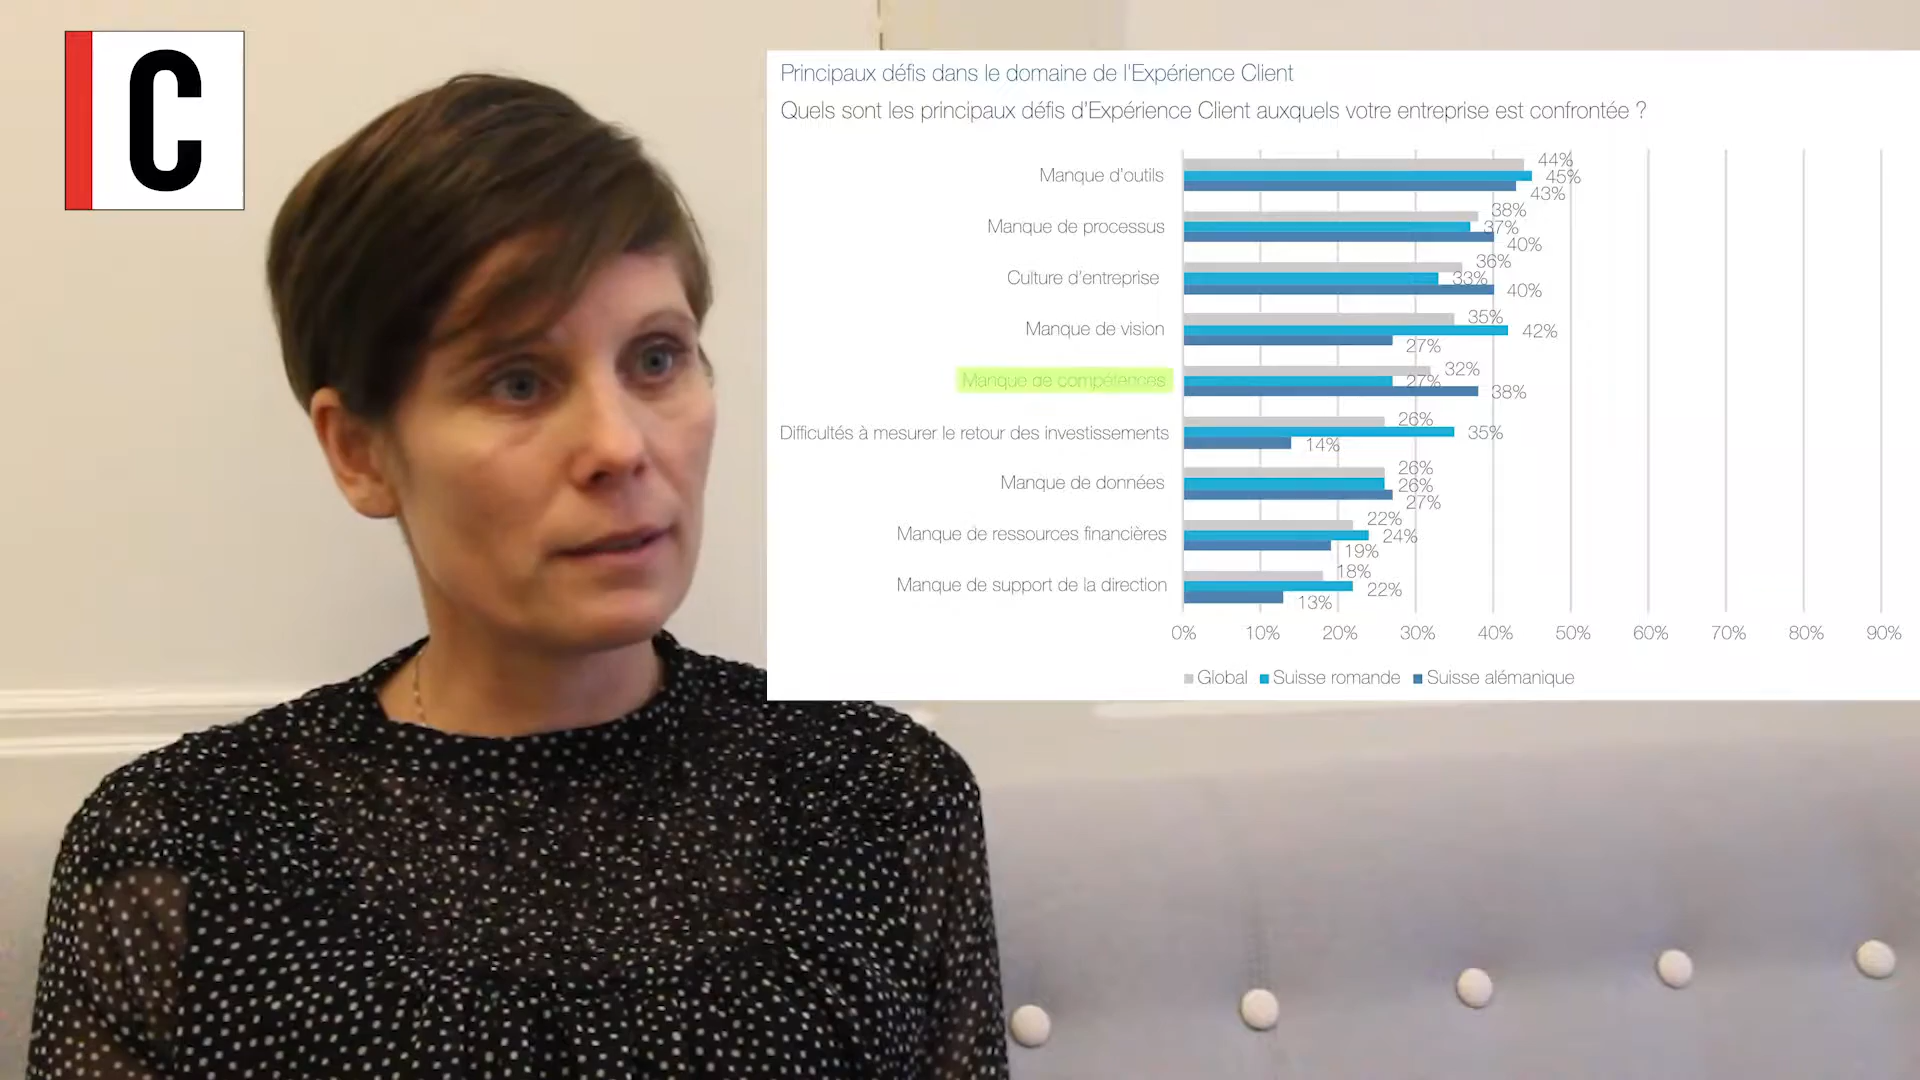 C
Principaux défis dans le domaine de l'Expérience Client
Quels sont les principaux défis d'Expérience Client auxquels votre entreprise est confrontée ?
Manque d'outils 44% 45% 43%
Manque de processus 38% 37% 40%
Culture d'entreprise 36% 33% 40%
Manque de vision 35% 42% 27%
Manque de compétences 32% 27% 38%
Difficultés à mesurer le retour des investissements 26% 35% 14%
Manque de données 26% 26% 27%
Manque de ressources financières 22% 24% 19%
Manque de support de la direction 18% 22% 13%
0% 10% 20% 30% 40% 50% 60% 70% 80% 90%
Global Suisse romande Suisse alémanique